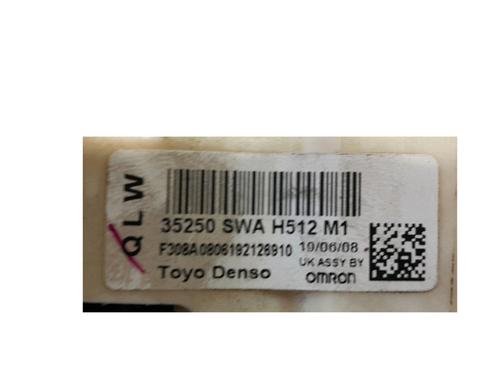 QLW
35250 SWA H512 M1
F308A0806192126910 19/06/08
UK ASSY BY
Toyo Denso OMRON